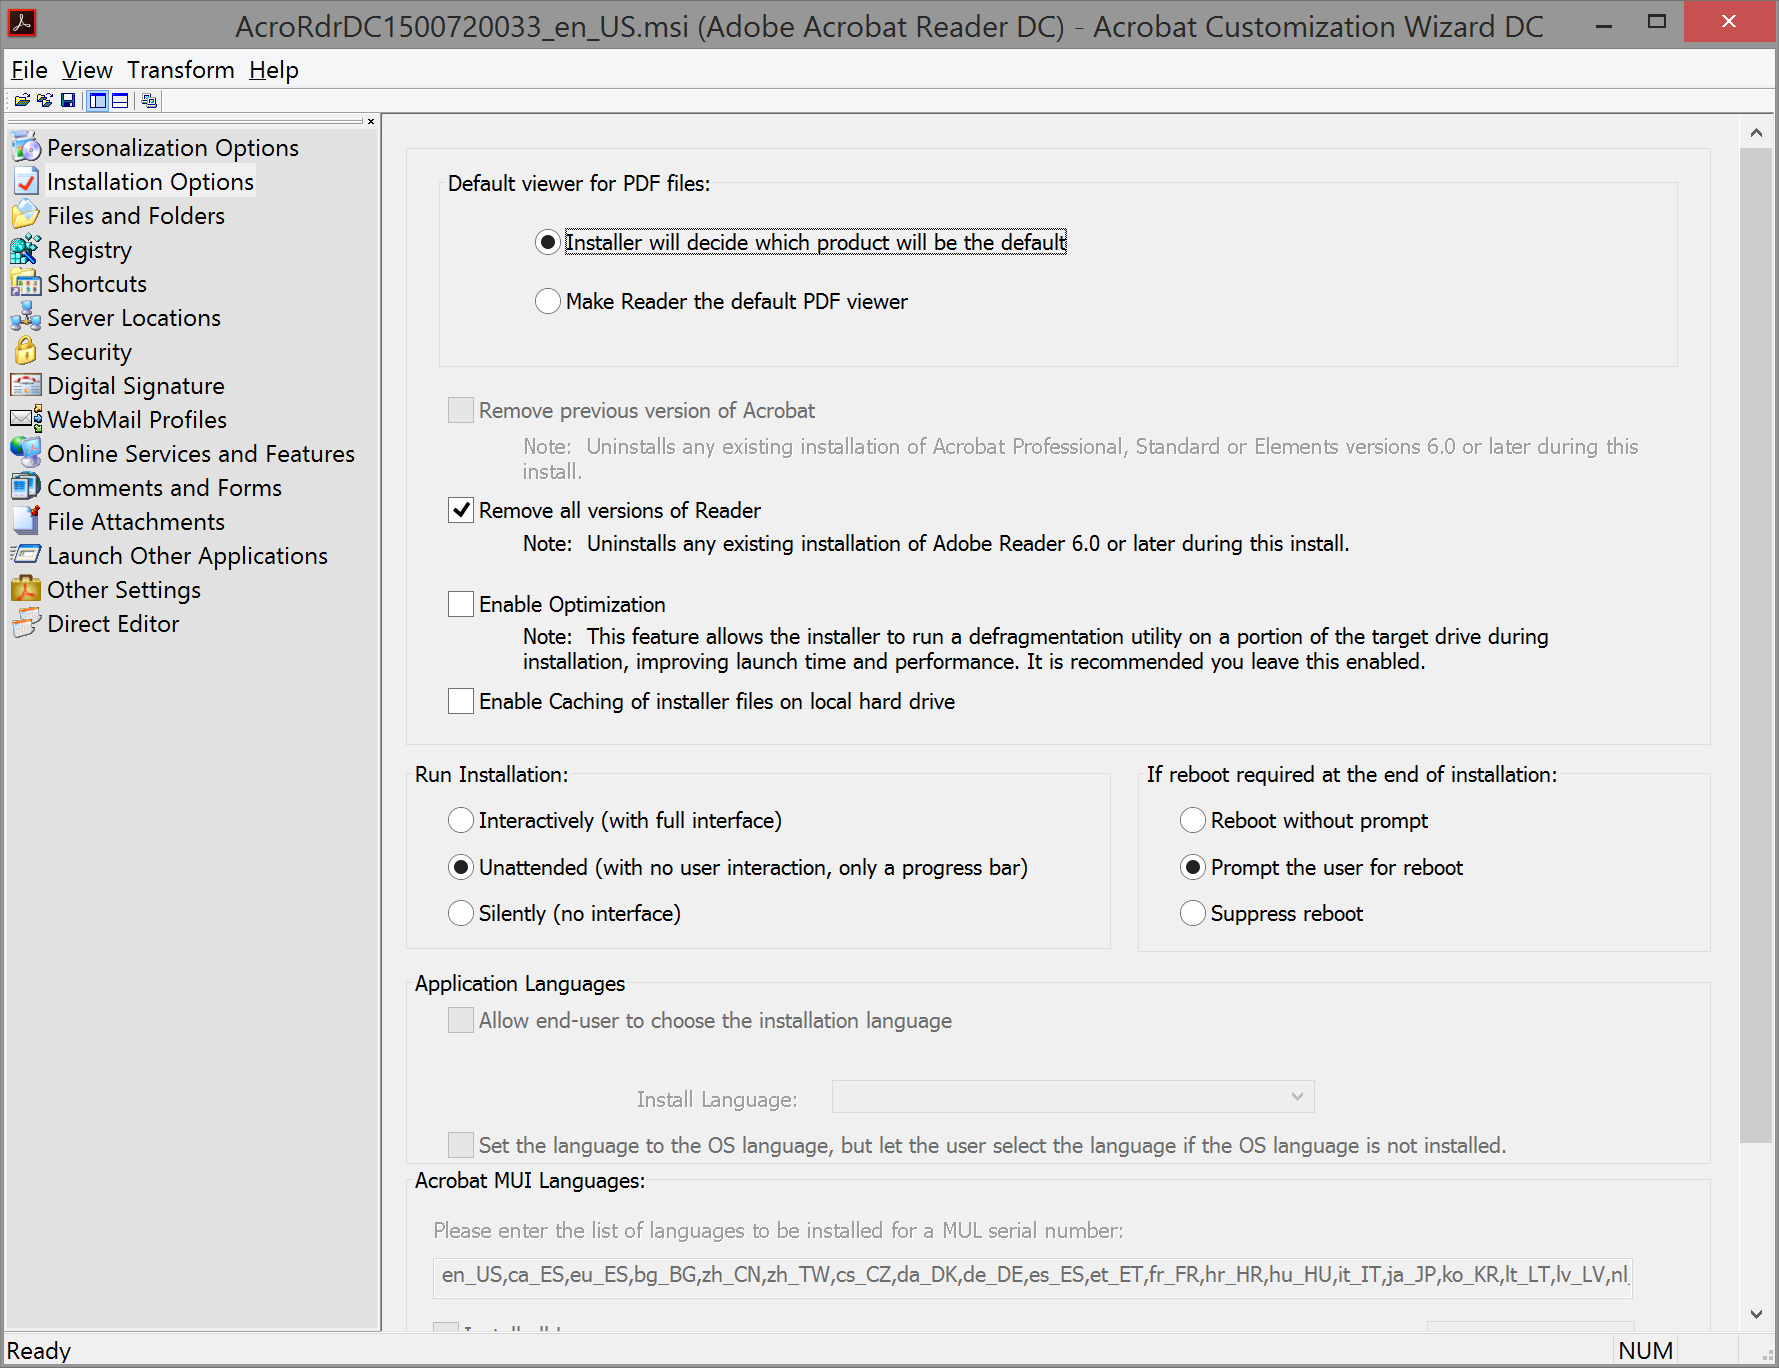 AcroRdrDC1500720033_en_US.msi (Adobe Acrobat Reader DC) - Acrobat Customization Wizard DC
File View Transform Help
Personalization Options
Installation Options
Files and Folders
Registry
Shortcuts
Server Locations
Security
Digital Signature
WebMail Profiles
Online Services and Features
Comments and Forms
File Attachments
Launch Other Applications
Other Settings
Direct Editor
Default viewer for PDF files:
Installer will decide which product will be the default
Make Reader the default PDF viewer
Remove previous version of Acrobat
Note: Uninstalls any existing installation of Acrobat Professional, Standard or Elements versions 6.0 or later during this
install.
Remove all versions of Reader
Note: Uninstalls any existing installation of Adobe Reader 6.0 or later during this install.
Enable Optimization
Note: This feature allows the installer to run a defragmentation utility on a portion of the target drive during
installation, improving launch time and performance. It is recommended you leave this enabled.
Enable Caching of installer files on local hard drive
Run Installation:
Interactively (with full interface)
Unattended (with no user interaction, only a progress bar)
Silently (no interface)
If reboot required at the end of installation:
Reboot without prompt
Prompt the user for reboot
Suppress reboot
Application Languages
Allow end-user to choose the installation language
Install Language:
Set the language to the OS language, but let the user select the language if the OS language is not installed.
Acrobat MUI Languages:
Please enter the list of languages to be installed for a MUL serial number:
en_US,ca_ES,eu_ES,bg_BG,zh_CN,zh_TW,cs_CZ,da_DK,de_DE,es_ES,et_ET,fr_FR,hr_HR,hu_HU,it_IT,ja_JP,ko_KR,lt_LT,lv_LV,nl_
Ready
NUM